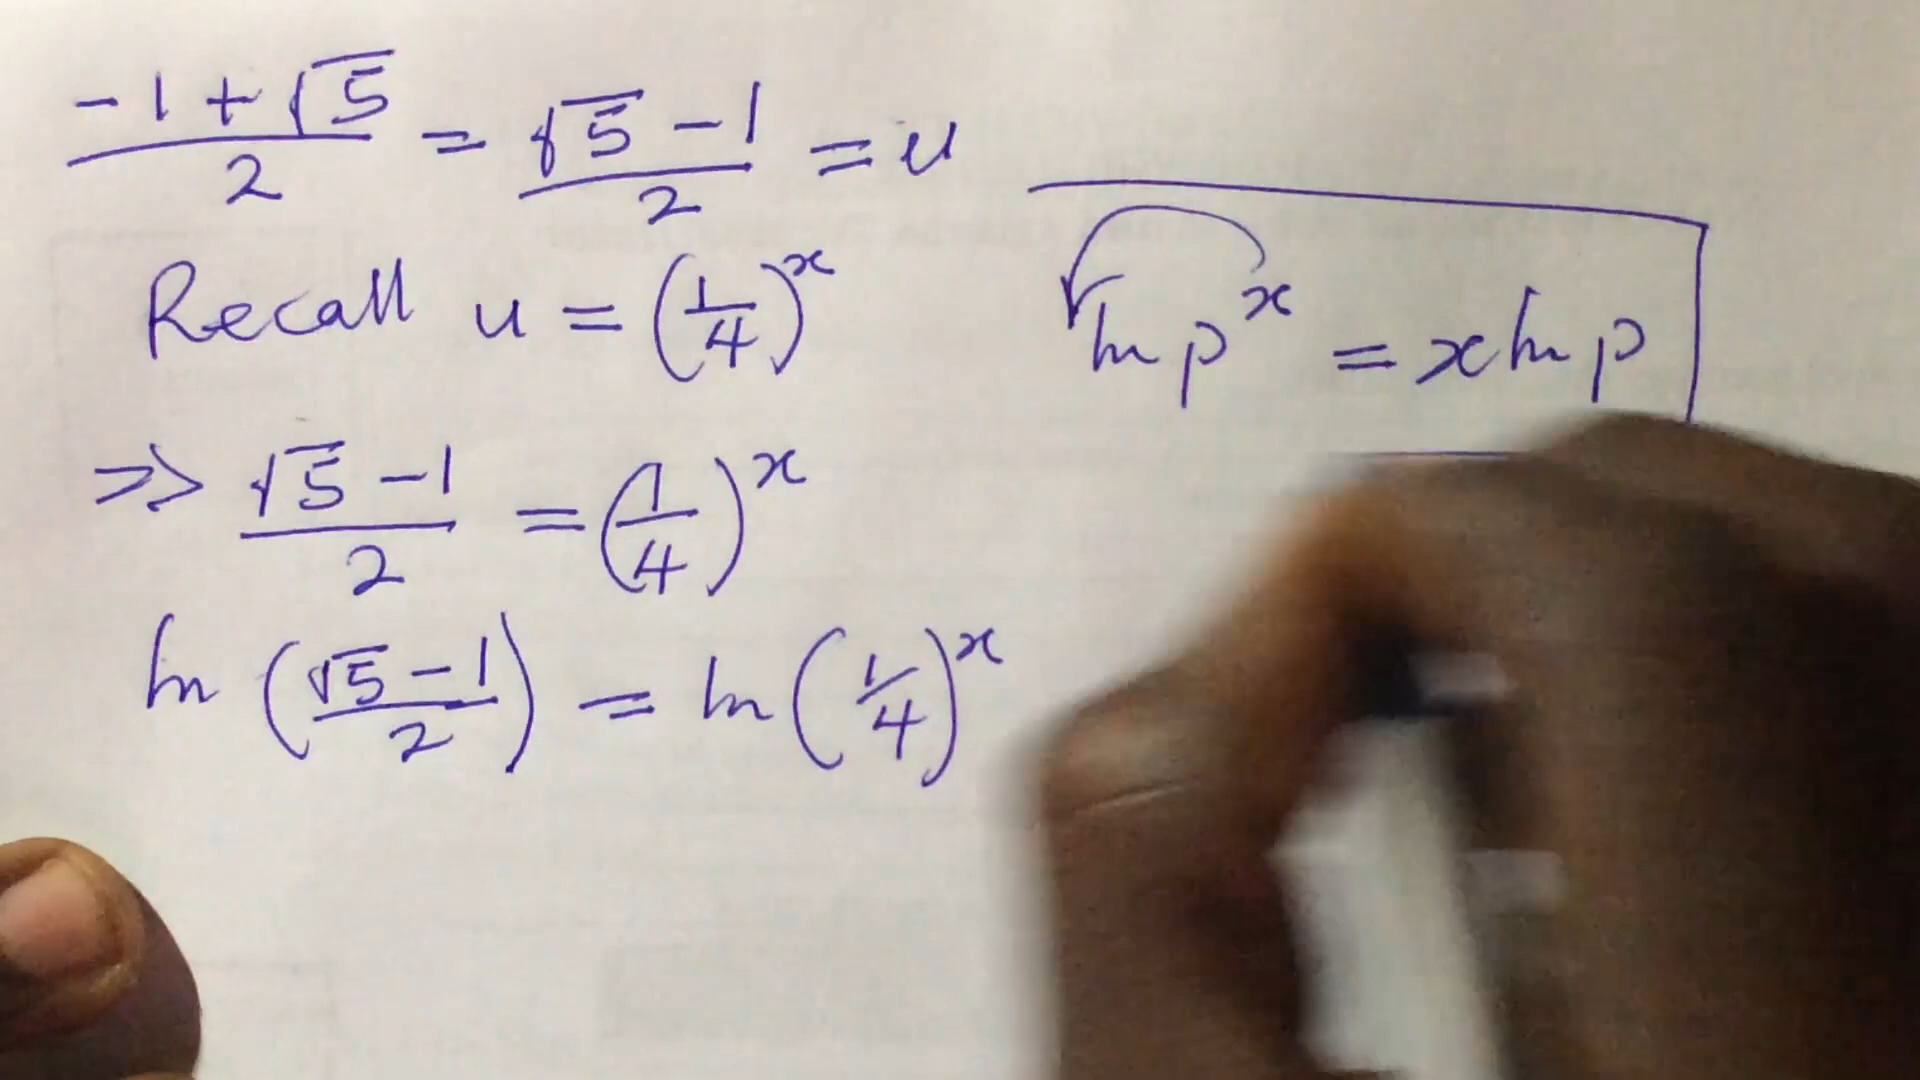 -1+√5/2 = √5-1/2 = u
Recall u = (1/4)^x
ln p^x = x ln p
⇒ √5-1/2 = (1/4)^x
ln (√5-1/2) = ln (1/4)^x